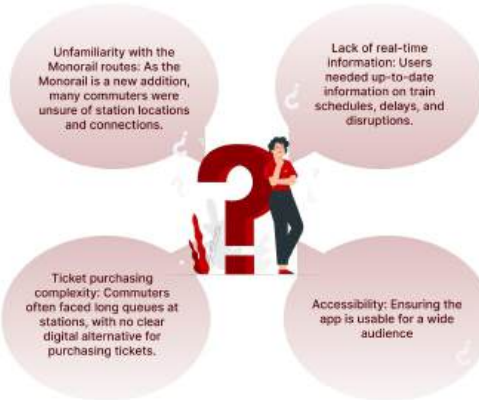 Unfamiliarity with the
Monorail routes: As the
Monorail is a new addition,
many commuters were
unsure of station locations
and connections.
Lack of real-time
information: Users
needed up-to-date
information on train
schedules, delays, and
disruptions.
?
Ticket purchasing
complexity: Commuters
often faced long queues at
stations, with no clear
digital alternative for
purchasing tickets.
Accessibility: Ensuring the
app is usable for a wide
audience